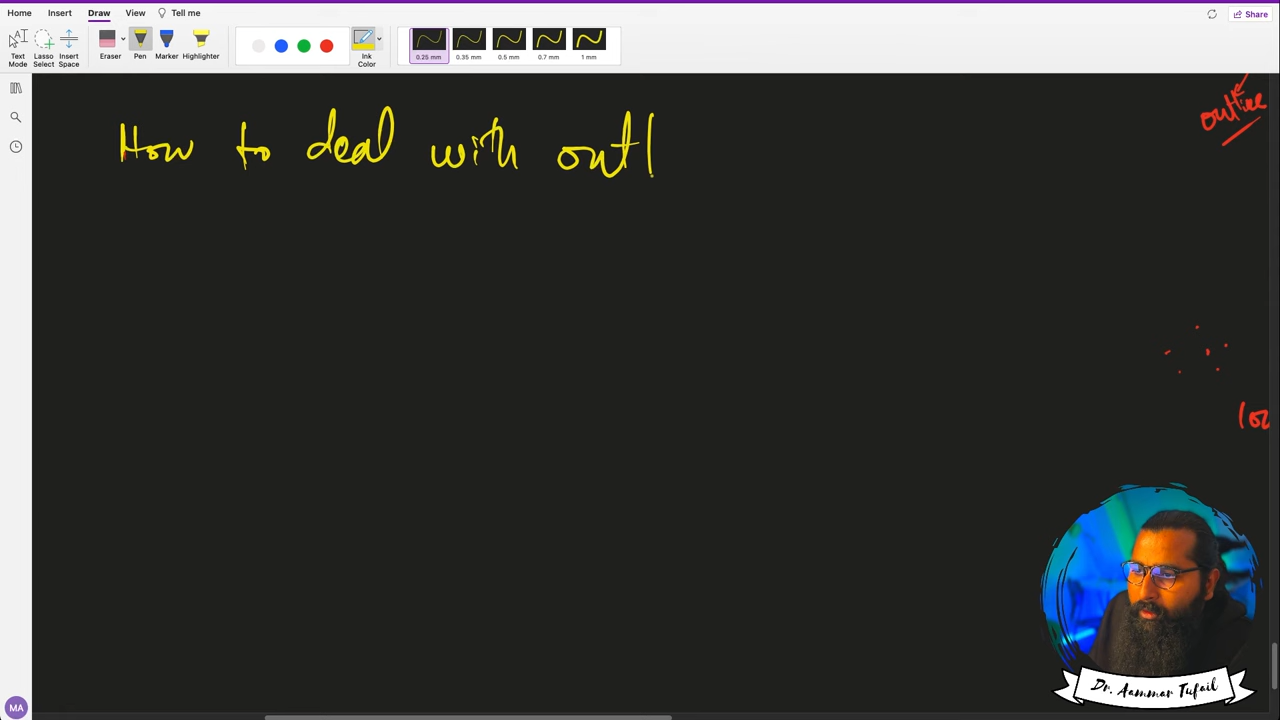 Home Insert Draw View Tell me
Share
Text Mode
Lasso Select
Insert Space
Eraser
Pen
Marker
Highlighter
Ink Color
0.25 mm
0.35 mm
0.5 mm
0.7 mm
1 mm
How to deal with outl
MA
Dr. Aammar Tufail